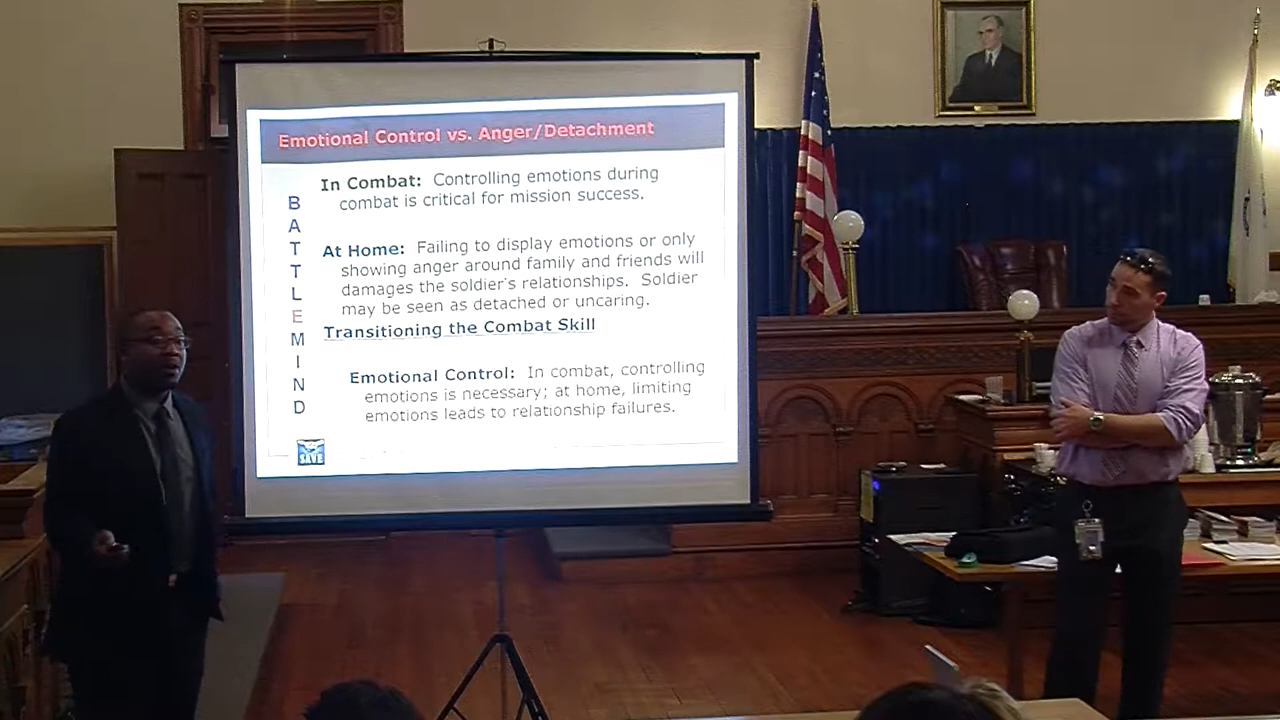 Emotional Control vs. Anger/Detachment
In Combat: Controlling emotions during
combat is critical for mission success.
At Home: Failing to display emotions or only
showing anger around family and friends will
damages the soldier's relationships. Soldier
may be seen as detached or uncaring.
Transitioning the Combat Skill
Emotional Control: In combat, controlling
emotions is necessary; at home, limiting
emotions leads to relationship failures.
B
A
T
T
L
E
M
I
N
D
SAVE